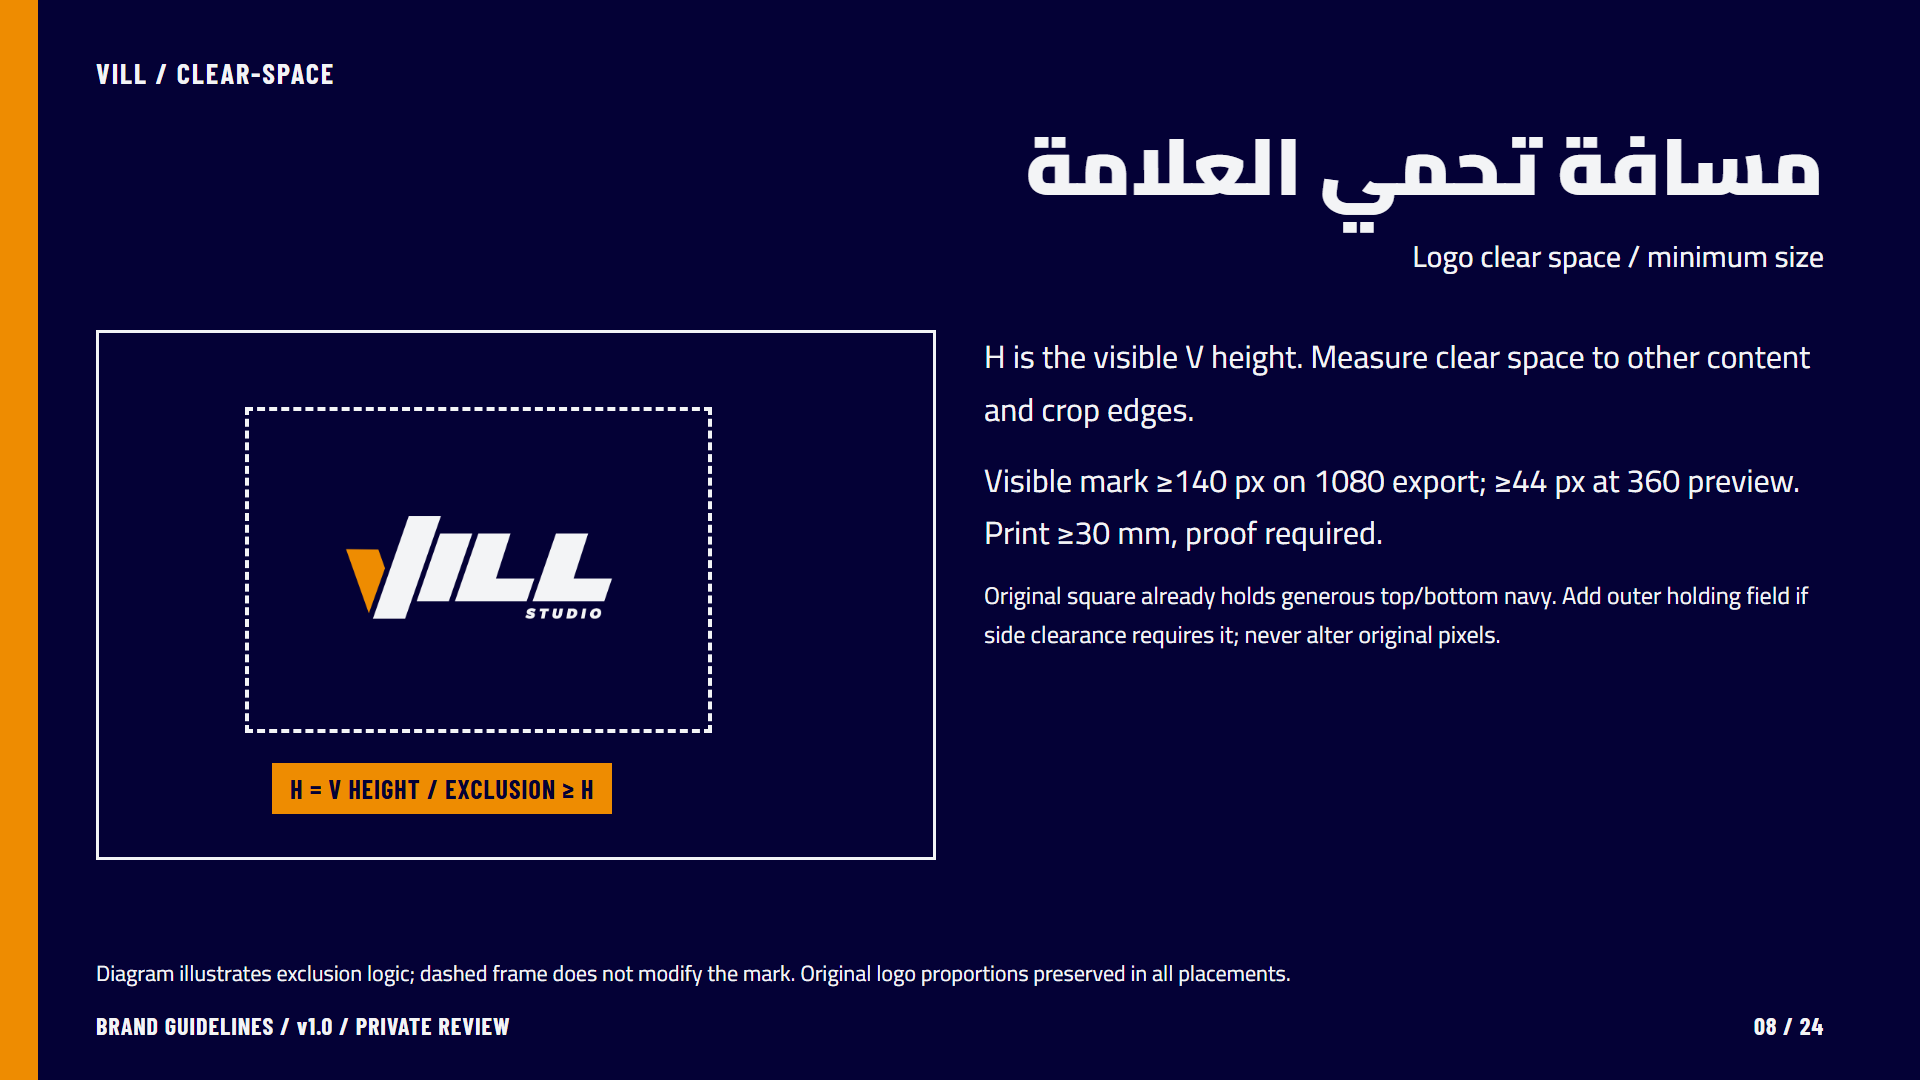 VILL / CLEAR-SPACE
مسافة تحمي العلامة
Logo clear space / minimum size
VILL
STUDIO
H = V HEIGHT / EXCLUSION ≥ H
H is the visible V height. Measure clear space to other content
and crop edges.
Visible mark ≥140 px on 1080 export; ≥44 px at 360 preview.
Print ≥30 mm, proof required.
Original square already holds generous top/bottom navy. Add outer holding field if
side clearance requires it; never alter original pixels.
Diagram illustrates exclusion logic; dashed frame does not modify the mark. Original logo proportions preserved in all placements.
BRAND GUIDELINES / v1.0 / PRIVATE REVIEW
08 / 24